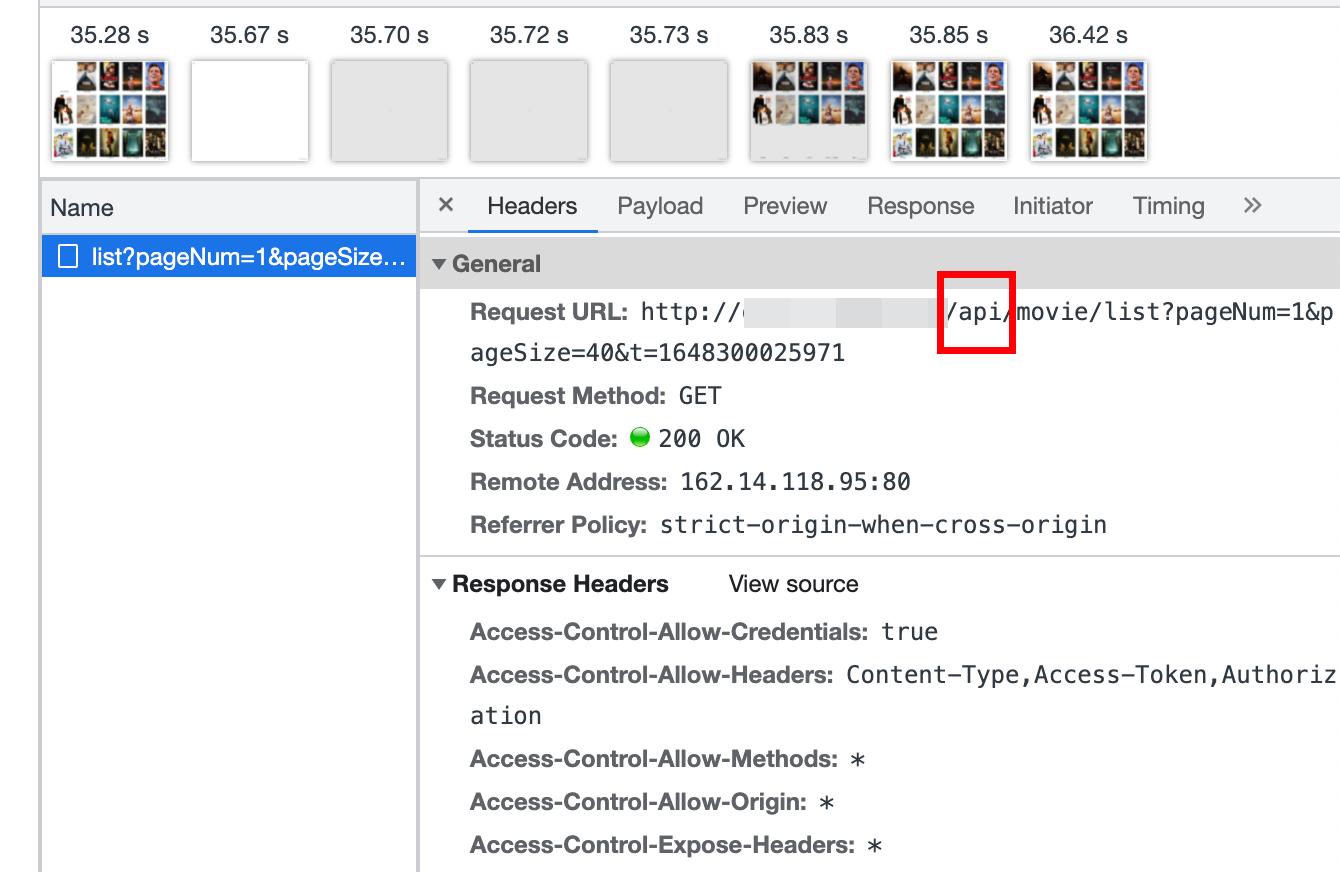 35.28 s 35.67 s 35.70 s 35.72 s 35.73 s 35.83 s 35.85 s 36.42 s
Name
× Headers Payload Preview Response Initiator Timing »
list?pageNum=1&pageSize…
▼ General
Request URL: http:// /api/movie/list?pageNum=1&p
ageSize=40&t=1648300025971
Request Method: GET
Status Code: 200 OK
Remote Address: 162.14.118.95:80
Referrer Policy: strict-origin-when-cross-origin
▼ Response Headers View source
Access-Control-Allow-Credentials: true
Access-Control-Allow-Headers: Content-Type,Access-Token,Authoriz
ation
Access-Control-Allow-Methods: *
Access-Control-Allow-Origin: *
Access-Control-Expose-Headers: *